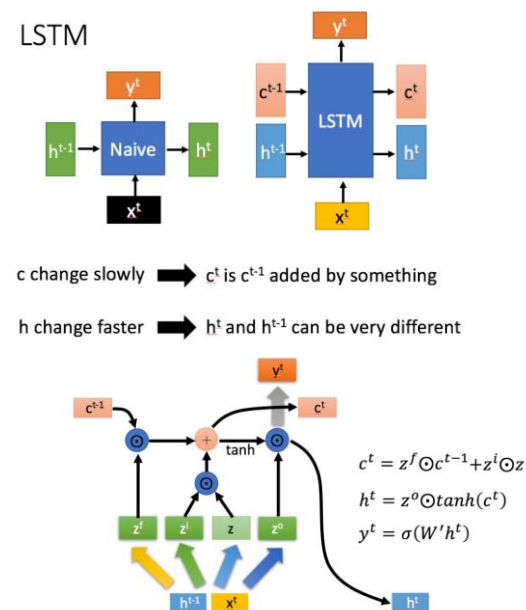 LSTM
yᵗ
hᵗ⁻¹ Naive hᵗ
xᵗ
yᵗ
cᵗ⁻¹ cᵗ
LSTM
hᵗ⁻¹ hᵗ
xᵗ
c change slowly cᵗ is cᵗ⁻¹ added by something
h change faster hᵗ and hᵗ⁻¹ can be very different
yᵗ
cᵗ⁻¹ cᵗ
⊙ + tanh ⊙
⊙
zᶠ zⁱ z zᵒ
hᵗ⁻¹ xᵗ hᵗ
cᵗ = zᶠ⊙cᵗ⁻¹+zⁱ⊙z
hᵗ = zᵒ⊙tanh(cᵗ)
yᵗ = σ(W'hᵗ)